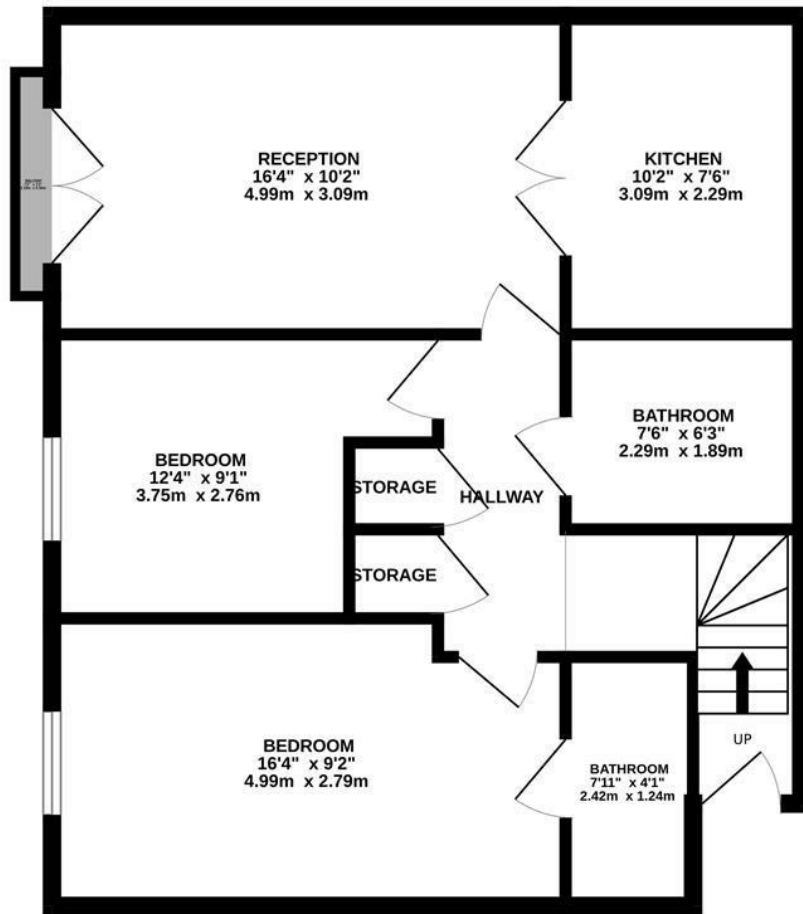 RECEPTION
16'4" x 10'2"
4.99m x 3.09m
KITCHEN
10'2" x 7'6"
3.09m x 2.29m
BATHROOM
7'6" x 6'3"
2.29m x 1.89m
BEDROOM
12'4" x 9'1"
3.75m x 2.76m
STORAGE
HALLWAY
STORAGE
BEDROOM
16'4" x 9'2"
4.99m x 2.79m
BATHROOM
7'11" x 4'1"
2.42m x 1.24m
UP